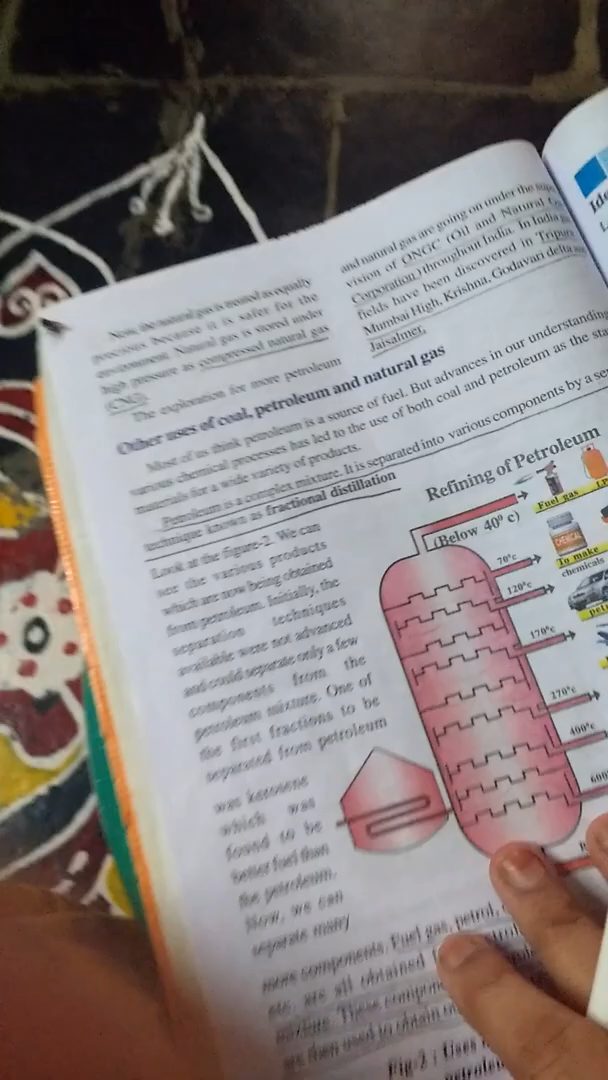 Now, the natural gas is treated as equally
precious because it is safer for the
environment. Natural gas is stored under
high pressure as compressed natural gas
(CNG).
The exploration for more petroleum
and natural gas are going on under the
vision of ONGC (Oil and Natural
Corporation) throughout India. In India
fields have been discovered in Tripura
Mumbai High, Krishna, Godavari delta
Jaisalmer.
Other uses of coal, petroleum and natural gas
Most of us think petroleum is a source of fuel. But advances in our understanding
various chemical processes has led to the use of both coal and petroleum as the
materials for a wide variety of products.
Petroleum is a complex mixture. It is separated into various components by a
technique known as fractional distillation
Look at the figure-2. We can
see the various products
which are now being obtained
from petroleum. Initially, the
separation techniques
available were not advanced
and could separate only a few
components from the
petroleum mixture. One of
the first fractions to be
separated from petroleum
was kerosene
which was
found to be
better fuel than
the petroleum.
Now, we can
separate many
more components. Fuel gas, petrol,
etc. are all obtained
mixture. These
are then used to obtain
Refining of Petroleum
Fuel gas
(Below 40° c)
To make
chemicals
70°c
120°c
170°c
270°c
400°c
Fig-2 : Uses